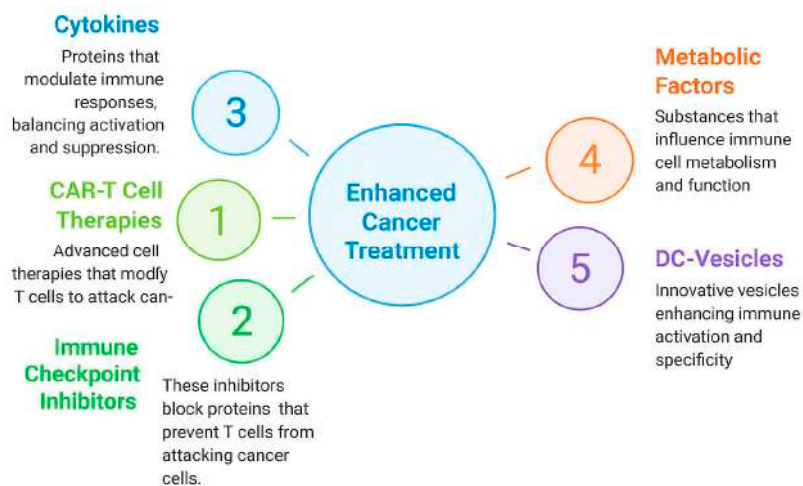 Cytokines
Proteins that
modulate immune
responses,
balancing activation
and suppression.
3
CAR-T Cell
Therapies
Advanced cell
therapies that modfy
T cells to attack can-
1
2
Immune
Checkpoint
Inhibitors
These inhibitors
block proteins that
prevent T cells from
attacking cancer
cells.
Enhanced
Cancer
Treatment
4
Metabolic
Factors
Substances that
influence immune
cell metabolism
and function
5
DC-Vesicles
Innovative vesicles
enhancing immune
activation and
specificity